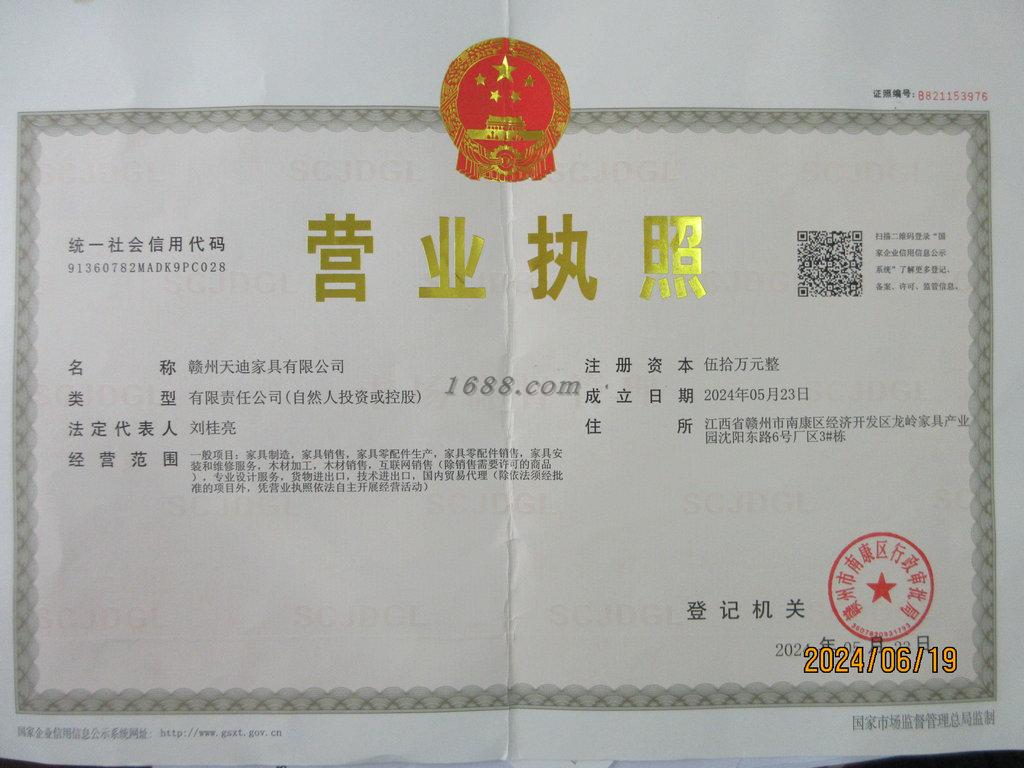 证照编号：B821153976
营业执照
统一社会信用代码
91360782MADK9PC028
扫描二维码登录“国
家企业信用信息公示
系统”了解更多登记、
备案、许可、监管信息。
名称 赣州天迪家具有限公司
类型 有限责任公司(自然人投资或控股)
法定代表人 刘桂亮
经营范围 一般项目：家具制造，家具销售，家具零配件生产，家具零配件销售，家具安
装和维修服务，木材加工，木材销售，互联网销售（除销售需要许可的商品
），专业设计服务，货物进出口，技术进出口，国内贸易代理（除依法须经批
准的项目外，凭营业执照依法自主开展经营活动）
注册资本 伍拾万元整
成立日期 2024年05月23日
住所 江西省赣州市南康区经济开发区龙岭家具产业
园沈阳东路6号厂区3#栋
1688.com
SCJDGL
赣州市南康区行政审批局
登记机关
2024年05月23日
2024/06/19
国家企业信用信息公示系统网址：http://www.gsxt.gov.cn
国家市场监督管理总局监制